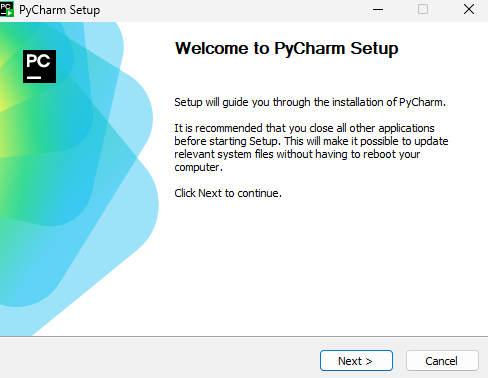 PyCharm Setup
PC
Welcome to PyCharm Setup
Setup will guide you through the installation of PyCharm.
It is recommended that you close all other applications
before starting Setup. This will make it possible to update
relevant system files without having to reboot your
computer.
Click Next to continue.
Next >
Cancel